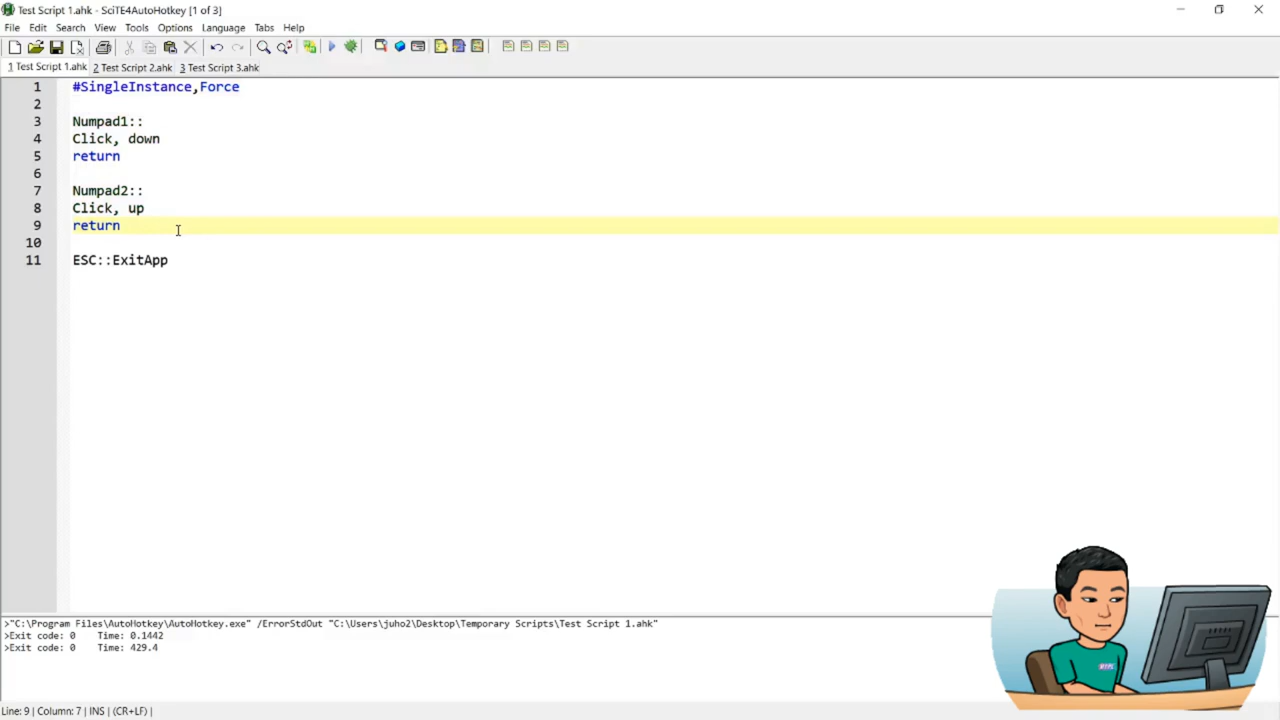 Test Script 1.ahk - SciTE4AutoHotkey [1 of 3]
File Edit Search View Tools Options Language Tabs Help
1 Test Script 1.ahk 2 Test Script 2.ahk 3 Test Script 3.ahk
1 #SingleInstance,Force
2
3 Numpad1::
4 Click, down
5 return
6
7 Numpad2::
8 Click, up
9 return
10
11 ESC::ExitApp
>"C:\Program Files\AutoHotkey\AutoHotkey.exe" /ErrorStdOut "C:\Users\juho2\Desktop\Temporary Scripts\Test Script 1.ahk"
>Exit code: 0 Time: 0.1442
>Exit code: 0 Time: 429.4
Line: 9 | Column: 7 | INS | (CR+LF) |